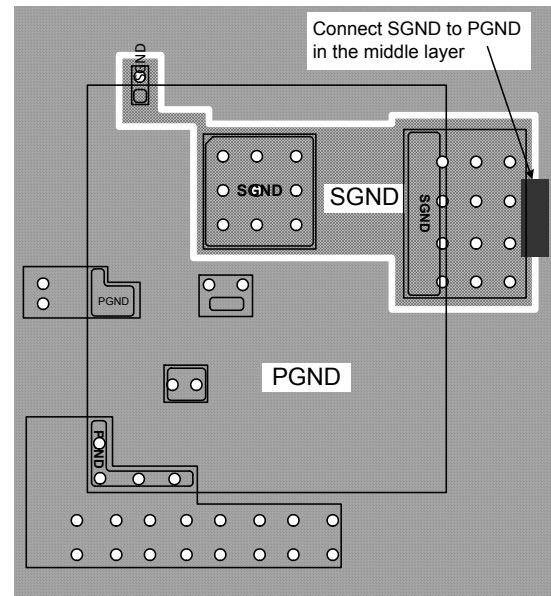 Connect SGND to PGND
in the middle layer
SGND
SGND
SGND
SGND
PGND
PGND
PGND